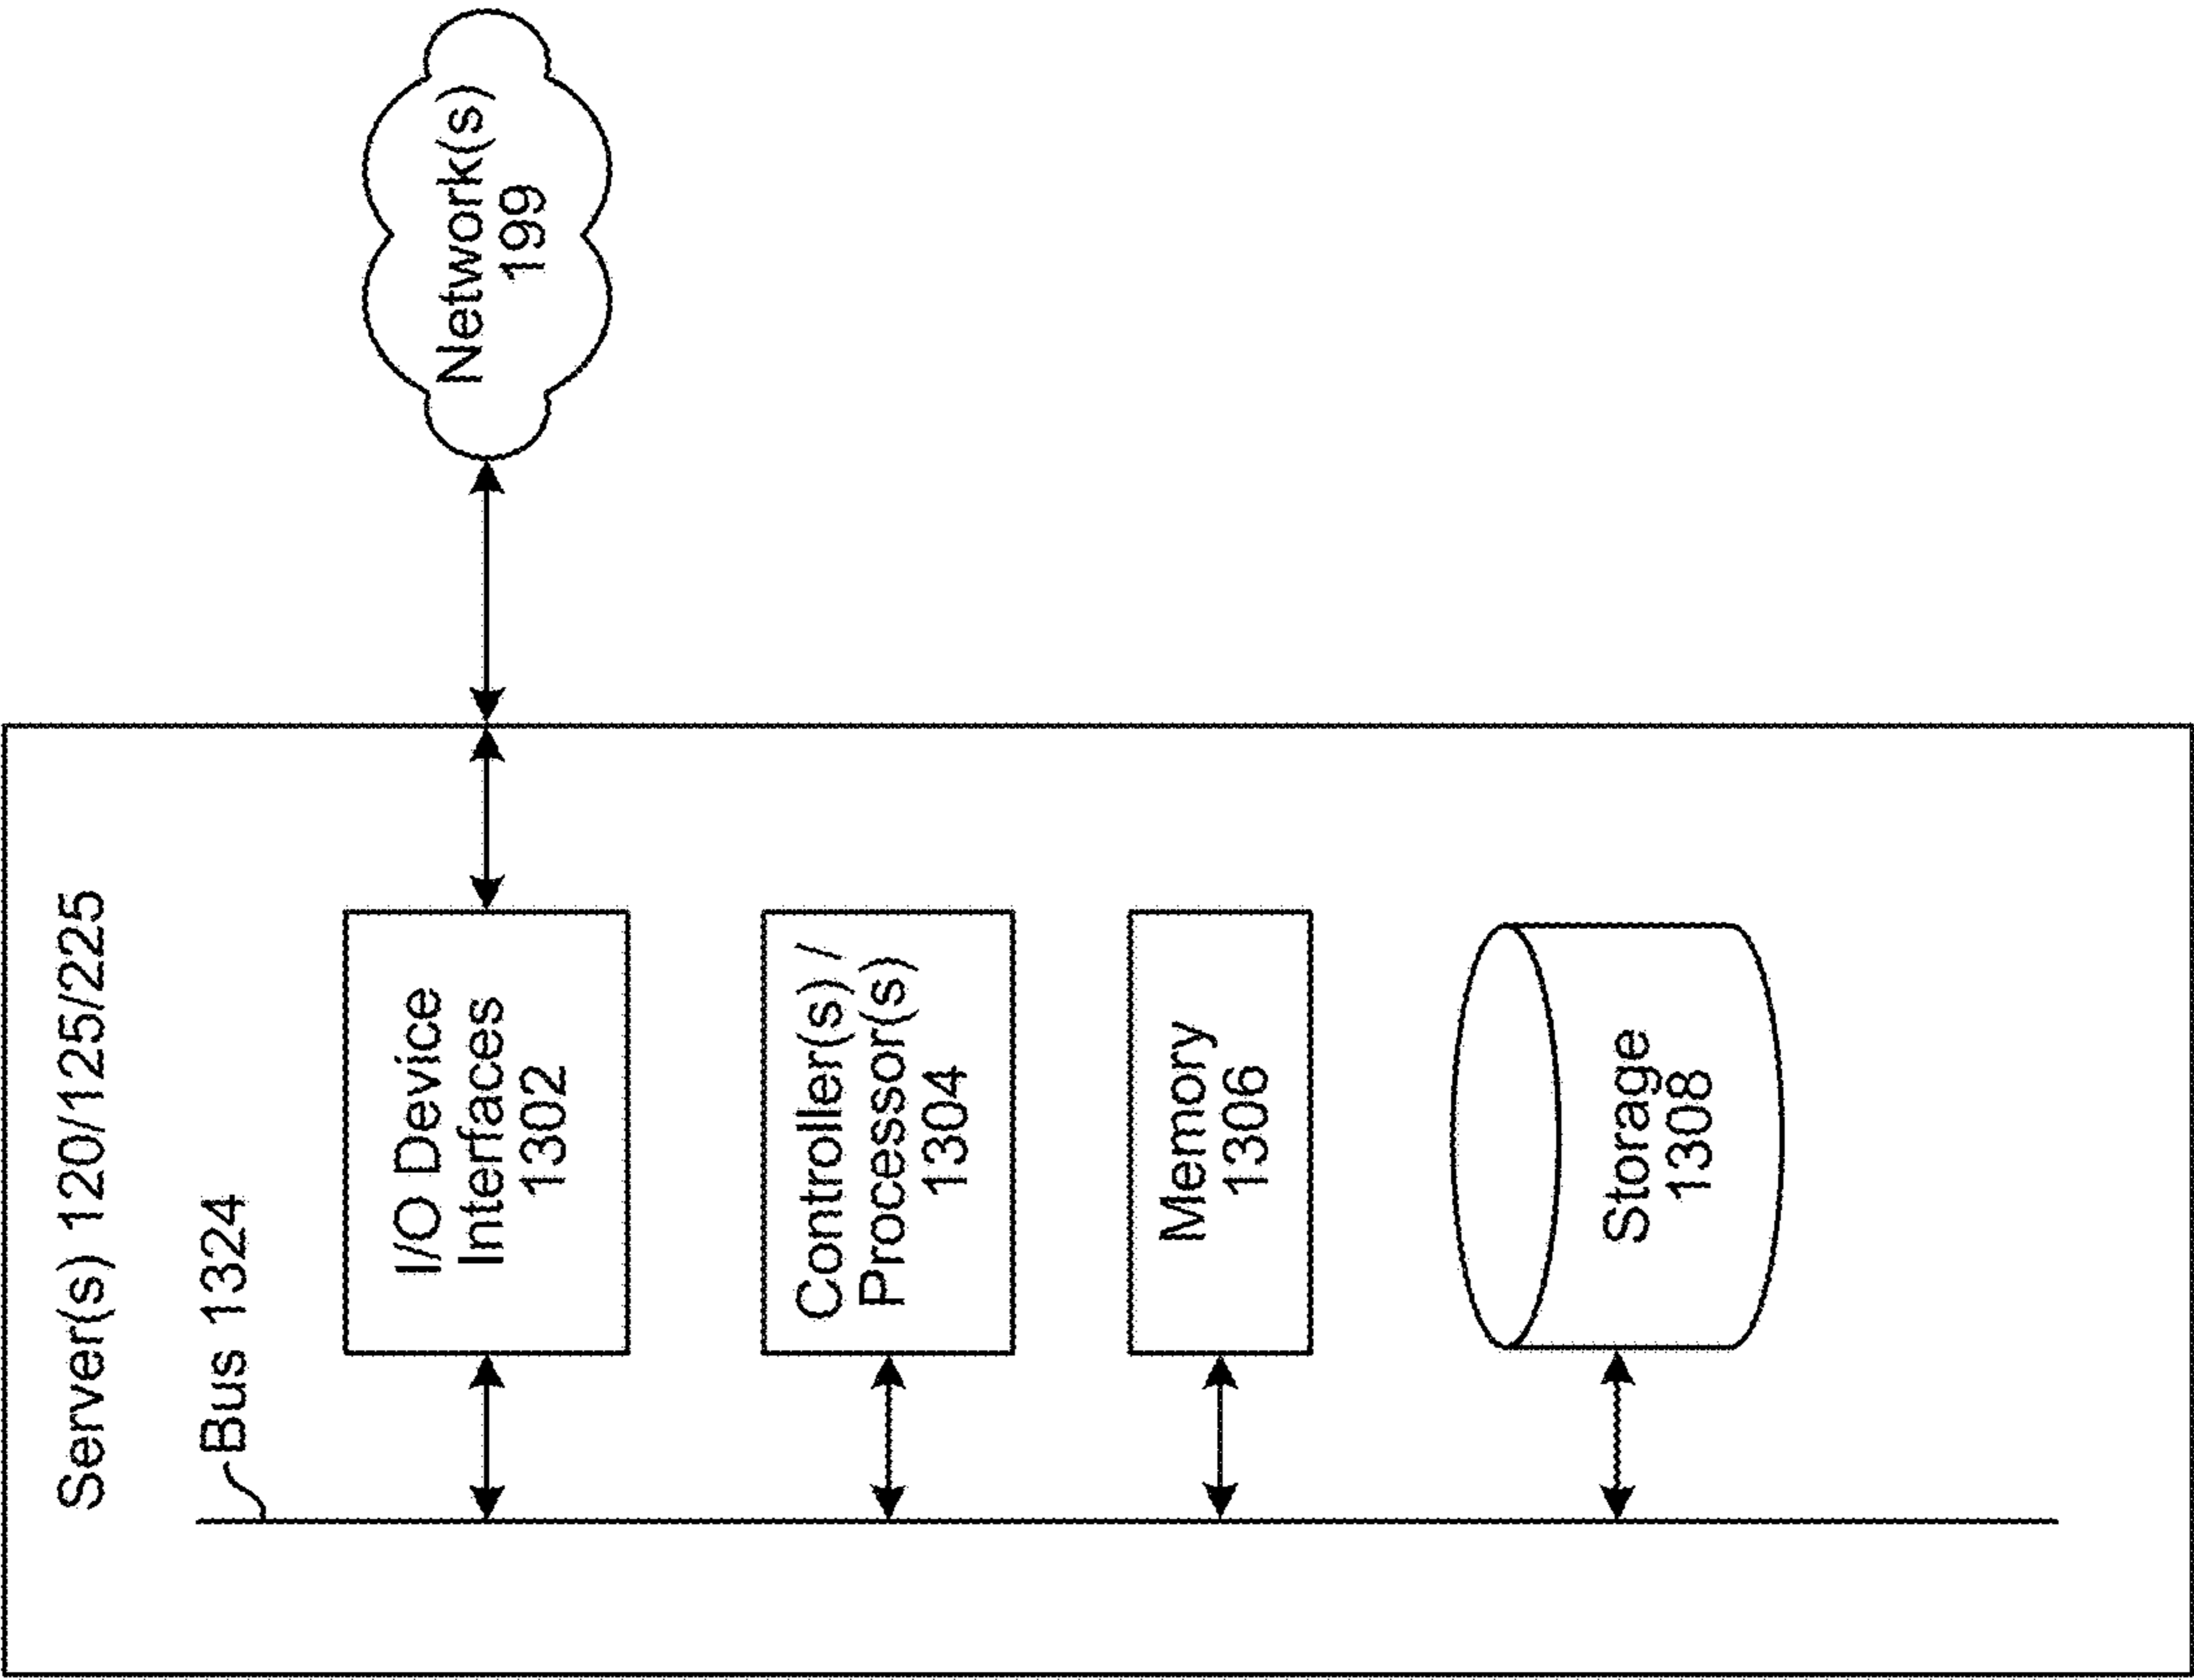 Server(s) 120/125/225
Bus 1324
I/O Device
Interfaces
1302
Controller(s) /
Processor(s)
1304
Memory
1306
Storage
1308
Network(s)
199